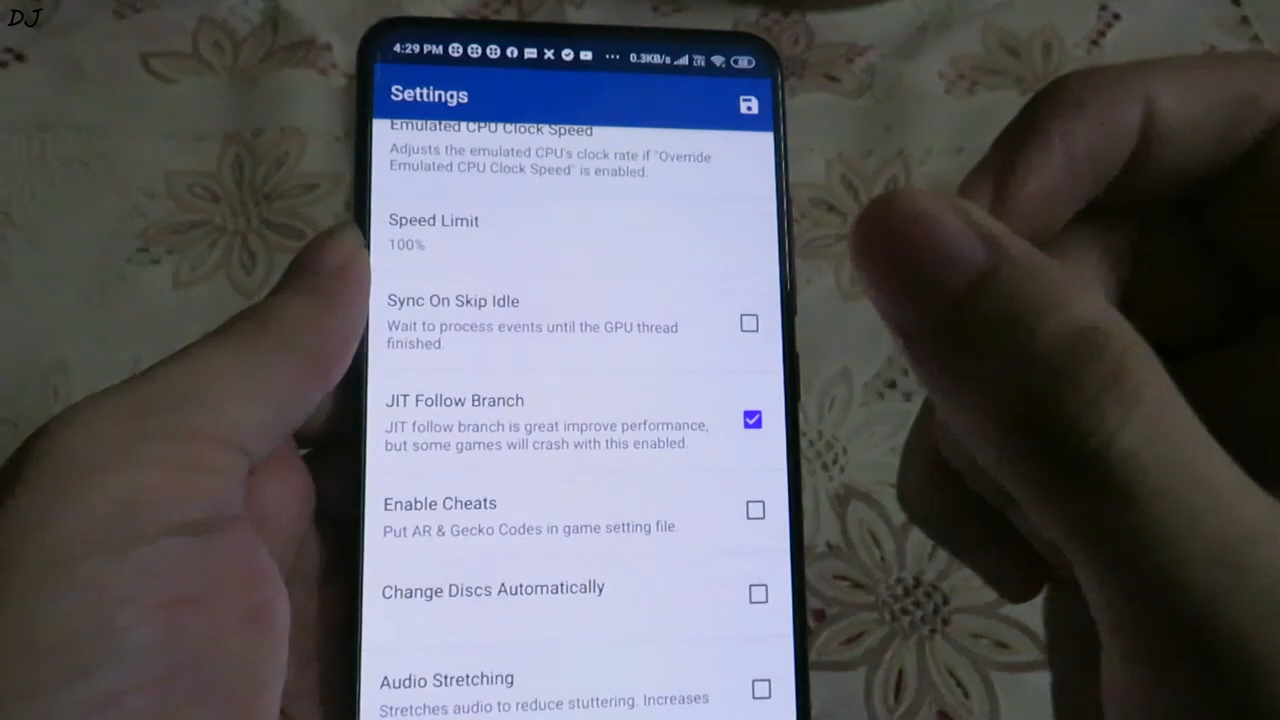 DJ
4:29 PM
0.3KB/s
Settings
Emulated CPU Clock Speed
Adjusts the emulated CPU's clock rate if "Override
Emulated CPU Clock Speed" is enabled.
Speed Limit
100%
Sync On Skip Idle
Wait to process events until the GPU thread
finished.
JIT Follow Branch
JIT follow branch is great improve performance,
but some games will crash with this enabled.
Enable Cheats
Put AR & Gecko Codes in game setting file.
Change Discs Automatically
Audio Stretching
Stretches audio to reduce stuttering. Increases